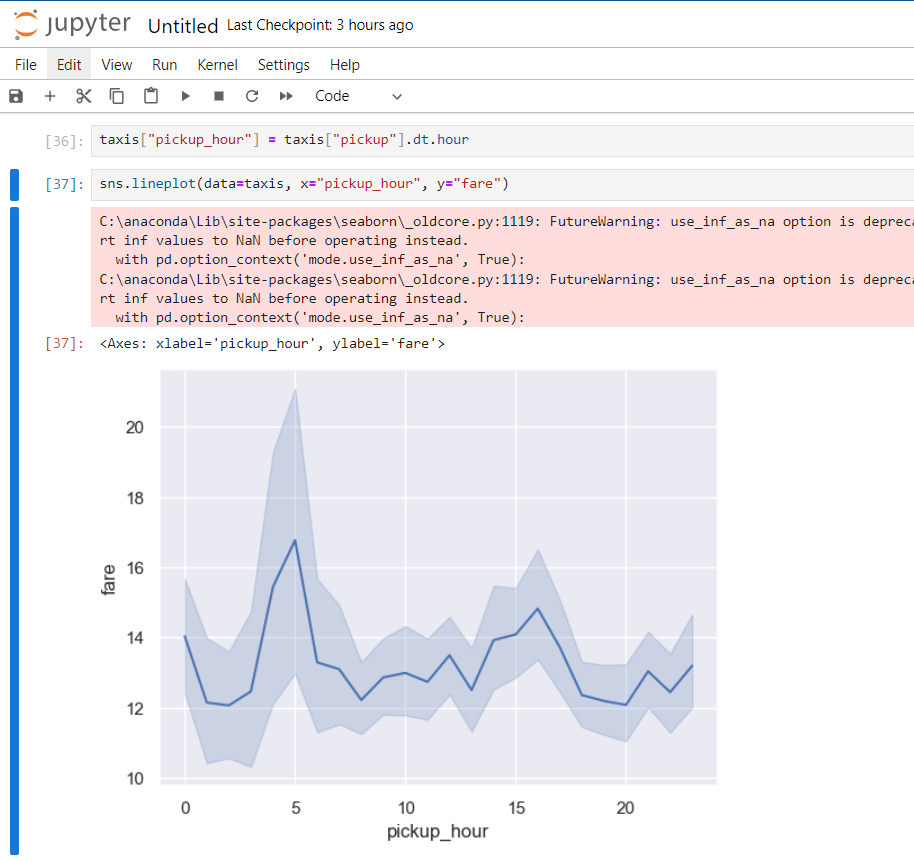 jupyter Untitled Last Checkpoint: 3 hours ago
File Edit View Run Kernel Settings Help
Code
[36]: taxis["pickup_hour"] = taxis["pickup"].dt.hour
[37]: sns.lineplot(data=taxis, x="pickup_hour", y="fare")
C:\anaconda\Lib\site-packages\seaborn\_oldcore.py:1119: FutureWarning: use_inf_as_na option is depreca
rt inf values to NaN before operating instead.
  with pd.option_context('mode.use_inf_as_na', True):
C:\anaconda\Lib\site-packages\seaborn\_oldcore.py:1119: FutureWarning: use_inf_as_na option is depreca
rt inf values to NaN before operating instead.
  with pd.option_context('mode.use_inf_as_na', True):
[37]: <Axes: xlabel='pickup_hour', ylabel='fare'>
20
18
16
14
12
10
fare
0 5 10 15 20
pickup_hour